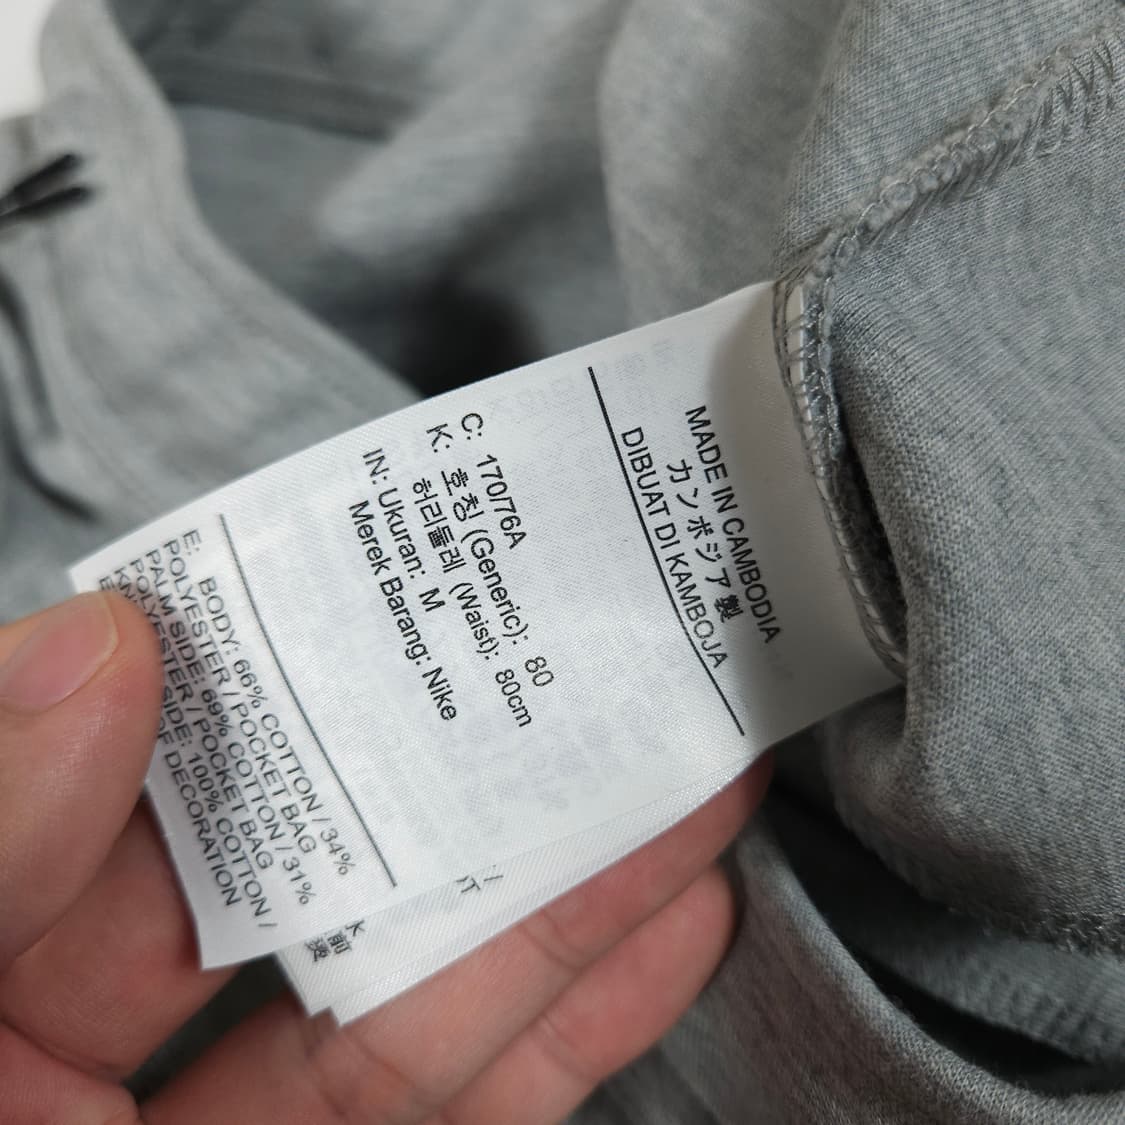 MADE IN CAMBODIA
カンボジア製
DIBUAT DI KAMBOJA
C: 170/76A
K: 호칭 (Generic): 80
허리둘레 (Waist): 80cm
IN: Ukuran: M
Merek Barang: Nike
E: BODY: 66% COTTON / 34%
POLYESTER / POCKET BAG
PALM SIDE: 69% COTTON / 31%
POLYESTER / POCKET BAG
SIDE: 100% COTTON /
DECORATION